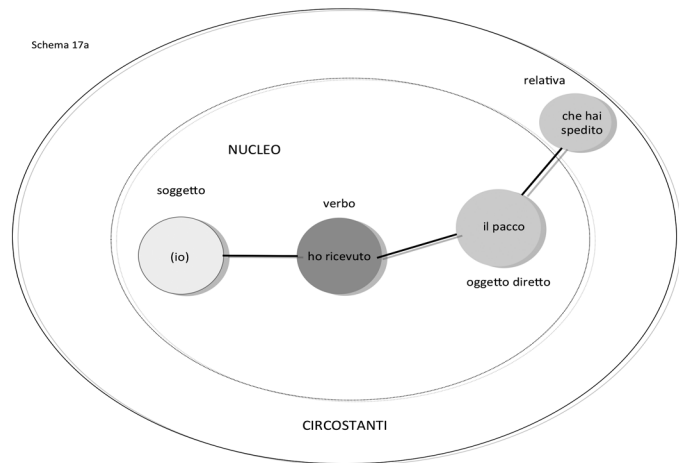 Schema 17a
relativa
che hai
spedito
NUCLEO
soggetto
verbo
(io)
ho ricevuto
il pacco
oggetto diretto
CIRCOSTANTI